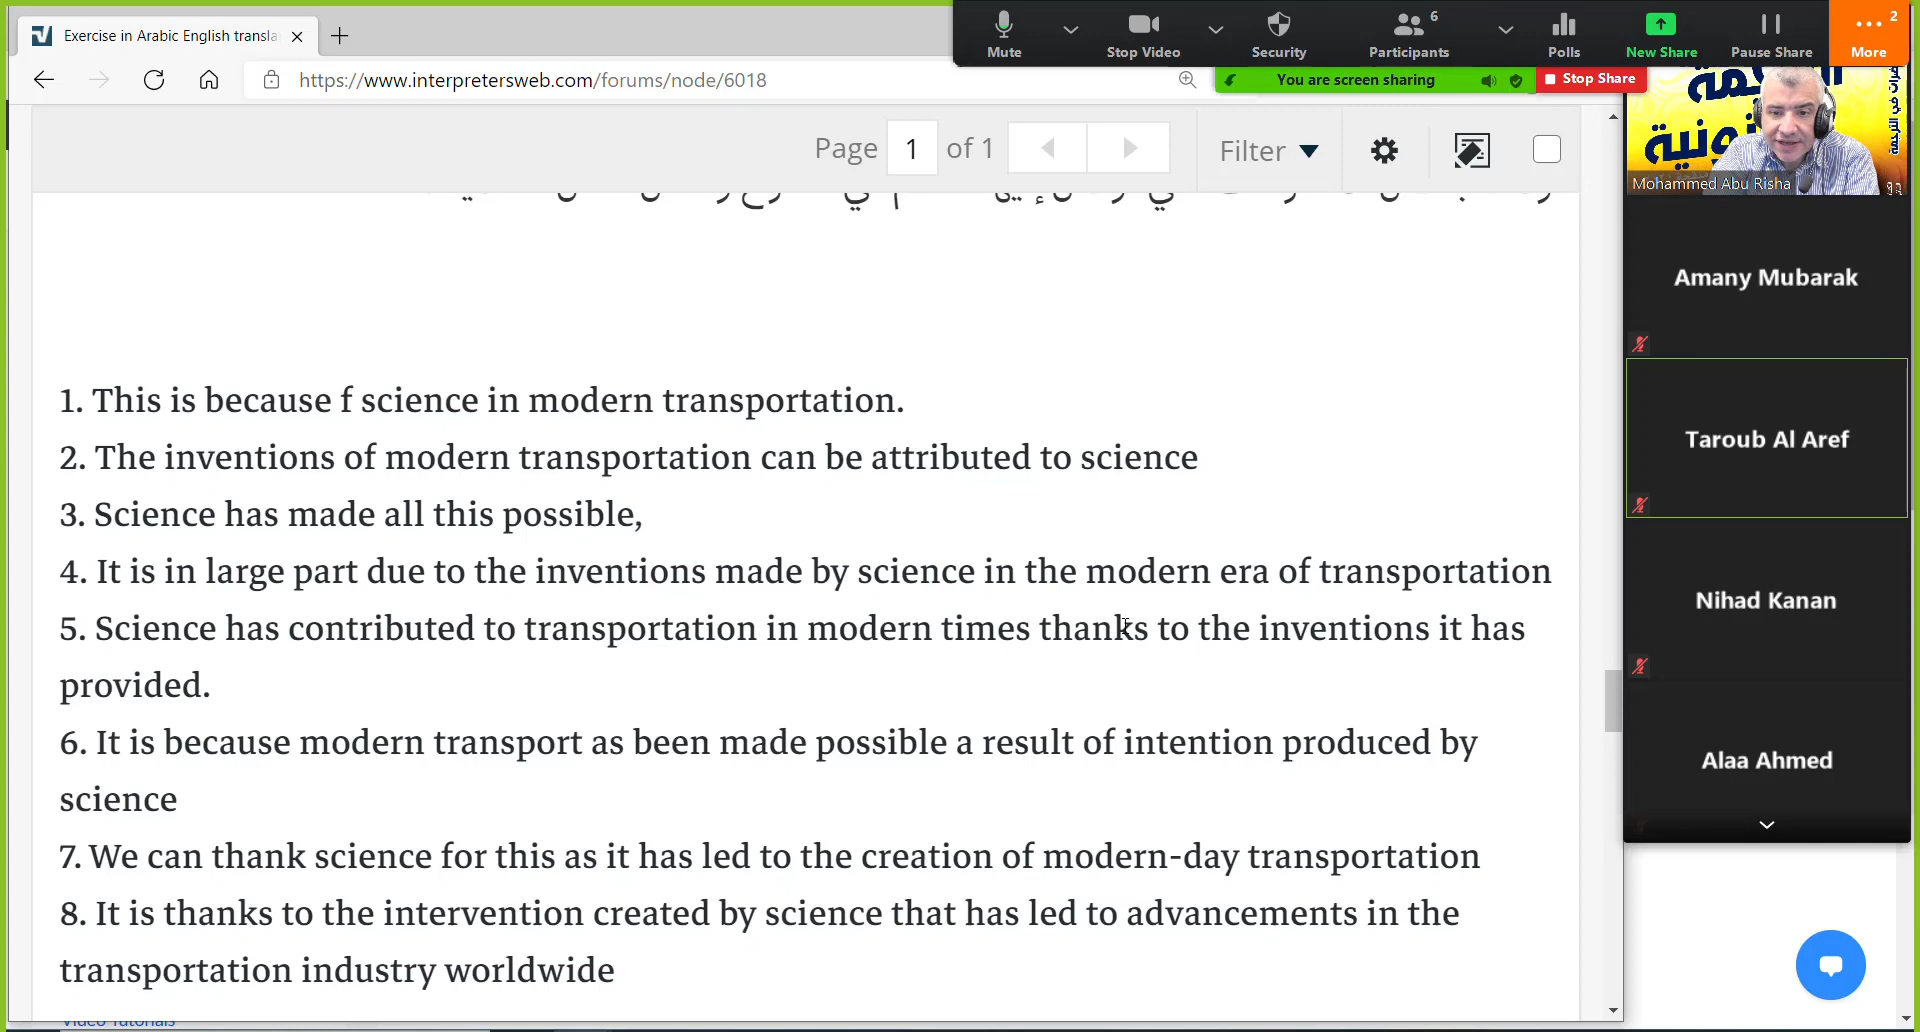 Exercise in Arabic English transla
https://www.interpretersweb.com/forums/node/6018
Mute
Stop Video
Security
6
Participants
Polls
New Share
Pause Share
2
More
You are screen sharing
Stop Share
Page 1 of 1
Filter
Mohammed Abu Risha
Amany Mubarak
Taroub Al Aref
Nihad Kanan
Alaa Ahmed
1. This is because f science in modern transportation.
2. The inventions of modern transportation can be attributed to science
3. Science has made all this possible,
4. It is in large part due to the inventions made by science in the modern era of transportation
5. Science has contributed to transportation in modern times thanks to the inventions it has
provided.
6. It is because modern transport as been made possible a result of intention produced by
science
7. We can thank science for this as it has led to the creation of modern-day transportation
8. It is thanks to the intervention created by science that has led to advancements in the
transportation industry worldwide
Video Tutorials